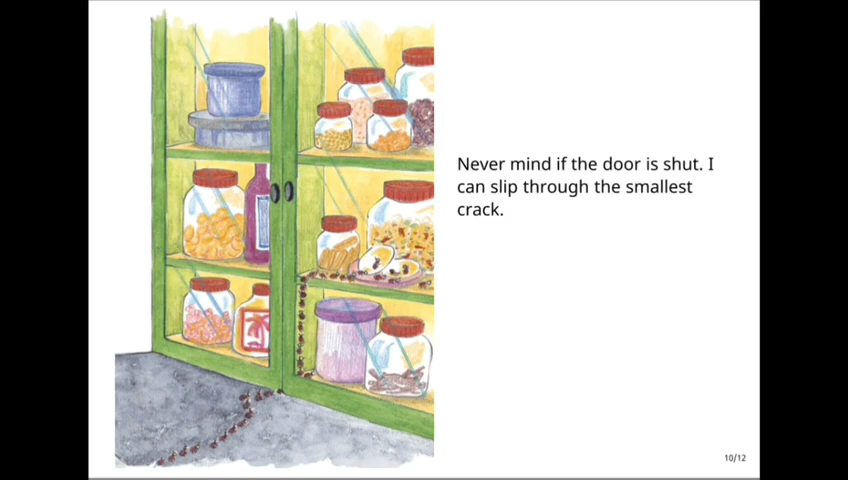 Never mind if the door is shut. I
can slip through the smallest
crack.
10/12